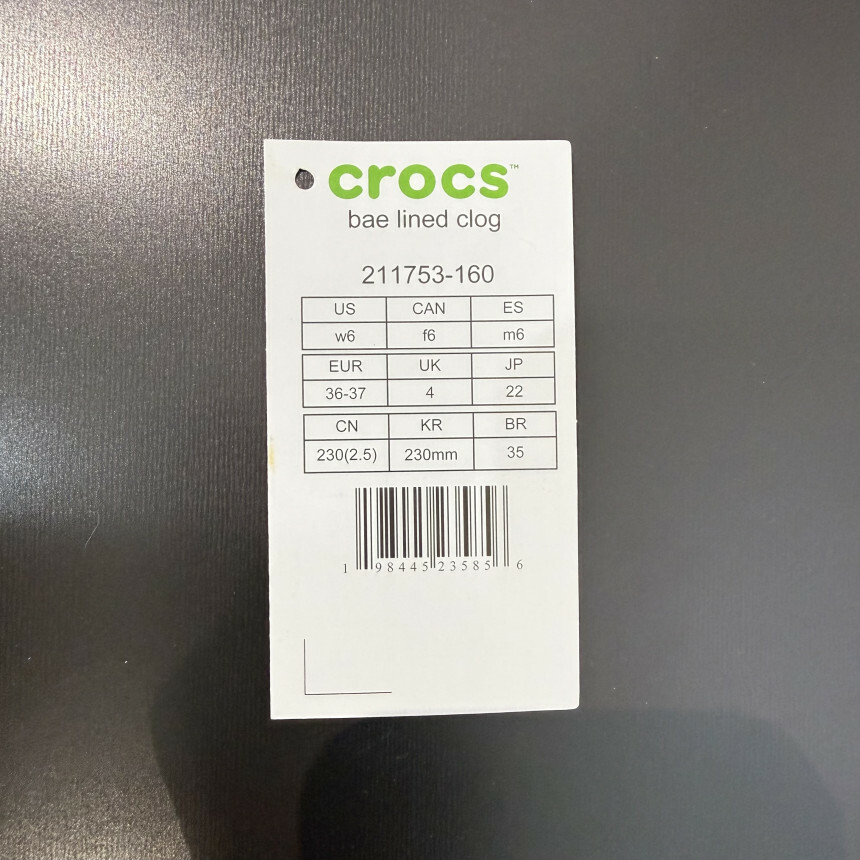 crocs™
bae lined clog
211753-160
US CAN ES
w6 f6 m6
EUR UK JP
36-37 4 22
CN KR BR
230(2.5) 230mm 35
1 98445 23585 6